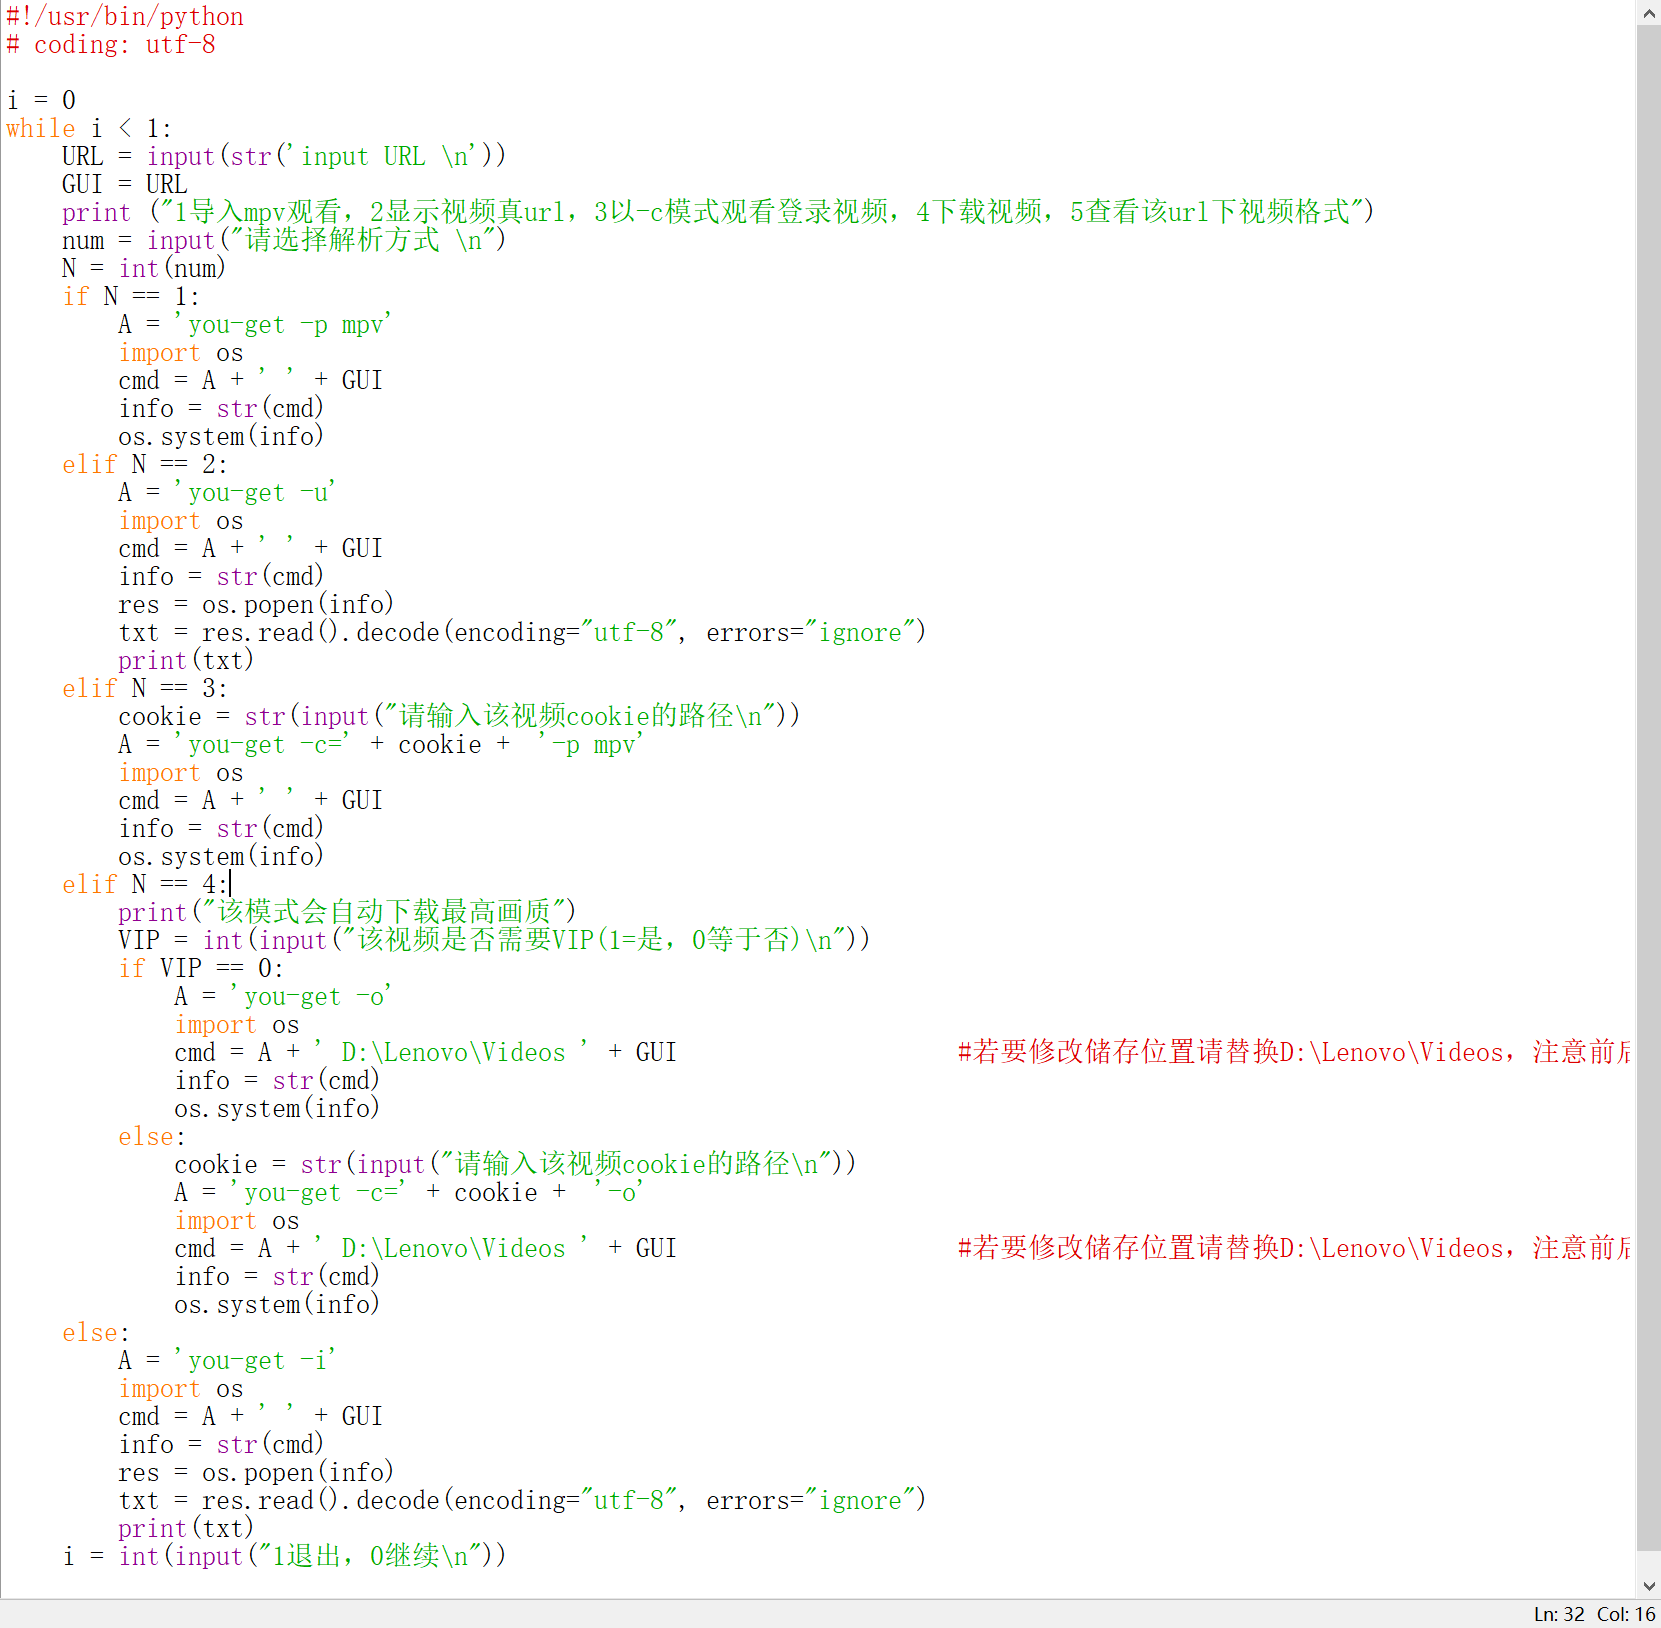 #!/usr/bin/python
# coding: utf-8

i = 0
while i < 1:
    URL = input(str('input URL \n'))
    GUI = URL
    print ("1导入mpv观看，2显示视频真url，3以-c模式观看登录视频，4下载视频，5查看该url下视频格式")
    num = input("请选择解析方式 \n")
    N = int(num)
    if N == 1:
        A = 'you-get -p mpv'
        import os
        cmd = A + ' ' + GUI
        info = str(cmd)
        os.system(info)
    elif N == 2:
        A = 'you-get -u'
        import os
        cmd = A + ' ' + GUI
        info = str(cmd)
        res = os.popen(info)
        txt = res.read().decode(encoding="utf-8", errors="ignore")
        print(txt)
    elif N == 3:
        cookie = str(input("请输入该视频cookie的路径\n"))
        A = 'you-get -c=' + cookie +  '-p mpv'
        import os
        cmd = A + ' ' + GUI
        info = str(cmd)
        os.system(info)
    elif N == 4:
        print("该模式会自动下载最高画质")
        VIP = int(input("该视频是否需要VIP(1=是，0等于否)\n"))
        if VIP == 0:
            A = 'you-get -o'
            import os
            cmd = A + ' D:\Lenovo\Videos ' + GUI                    #若要修改储存位置请替换D:\Lenovo\Videos，注意前后
            info = str(cmd)
            os.system(info)
        else:
            cookie = str(input("请输入该视频cookie的路径\n"))
            A = 'you-get -c=' + cookie +  '-o'
            import os
            cmd = A + ' D:\Lenovo\Videos ' + GUI                    #若要修改储存位置请替换D:\Lenovo\Videos，注意前后
            info = str(cmd)
            os.system(info)
    else:
        A = 'you-get -i'
        import os
        cmd = A + ' ' + GUI
        info = str(cmd)
        res = os.popen(info)
        txt = res.read().decode(encoding="utf-8", errors="ignore")
        print(txt)
    i = int(input("1退出，0继续\n"))
Ln: 32 Col: 16